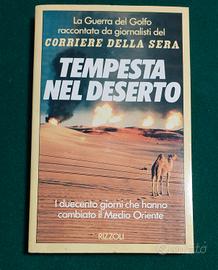 La Guerra del Golfo
raccontata da giornalisti del
CORRIERE DELLA SERA
TEMPESTA
NEL DESERTO
I duecento giorni che hanno
cambiato il Medio Oriente
RIZZOLI
subito